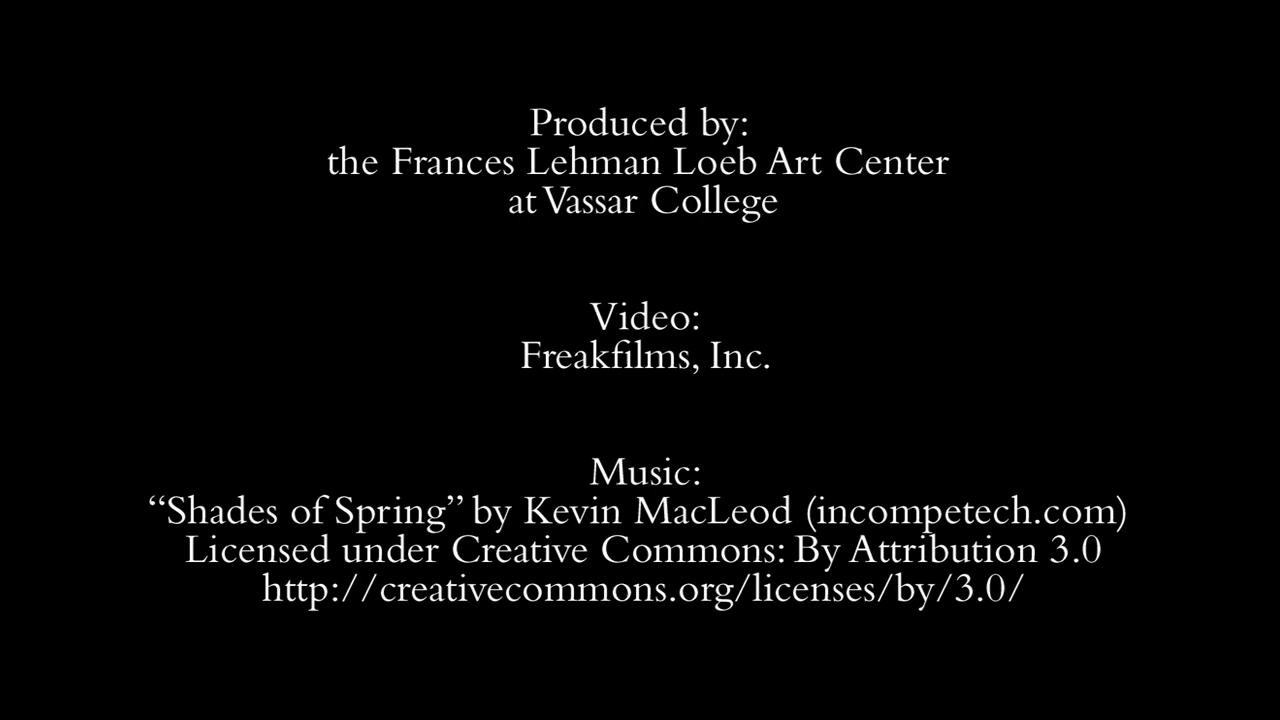 Produced by:
the Frances Lehman Loeb Art Center
at Vassar College
Video:
Freakfilms, Inc.
Music:
“Shades of Spring” by Kevin MacLeod (incompetech.com)
Licensed under Creative Commons: By Attribution 3.0
http://creativecommons.org/licenses/by/3.0/